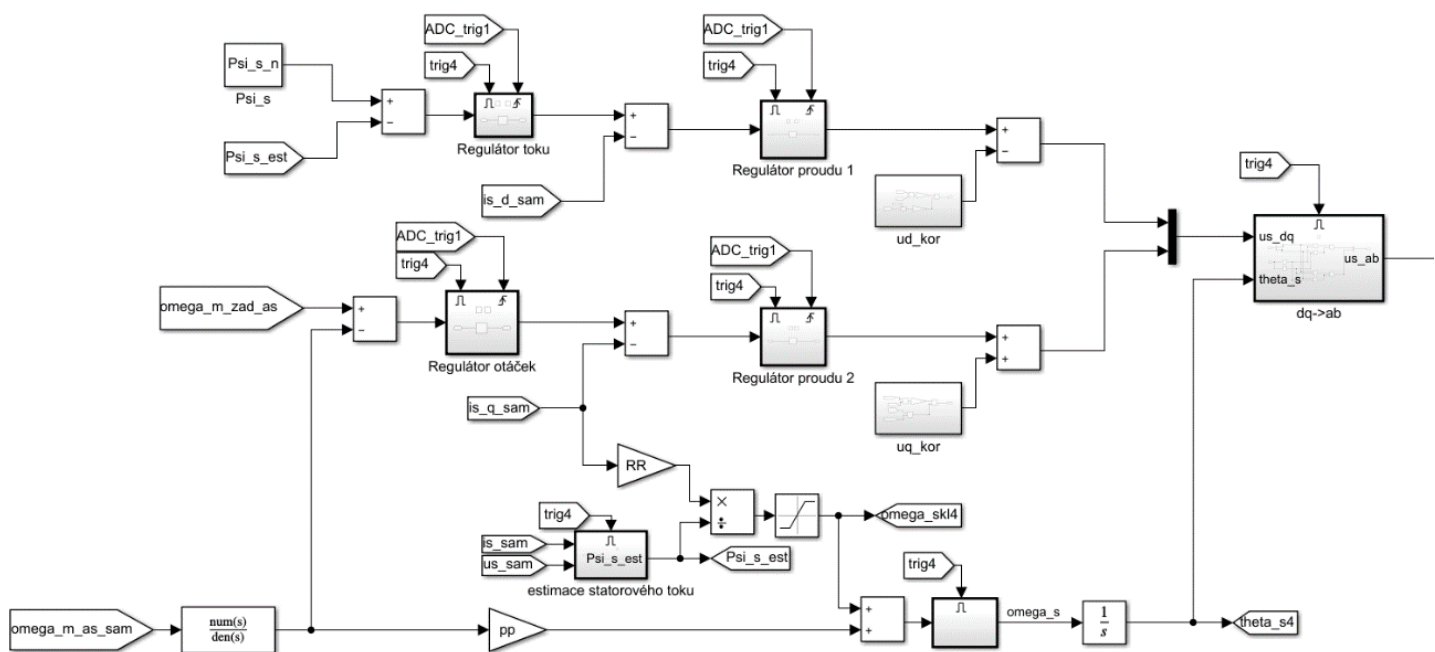 ADC_trig1
ADC_trig1
trig4
trig4
Psi_s_n
Psi_s
+
−
+
−
+
−
Regulátor toku
Regulátor proudu 1
Psi_s_est
trig4
is_d_sam
ud_kor
ADC_trig1
ADC_trig1
trig4
trig4
us_dq
us_ab
theta_s
dq->ab
omega_m_zad_as
+
−
+
−
+
+
Regulátor otáček
Regulátor proudu 2
is_q_sam
uq_kor
RR
×
÷
trig4
omega_skl4
is_sam
us_sam
Psi_s_est
Psi_s_est
estimace statorového toku
trig4
omega_m_as_sam
num(s)
den(s)
pp
+
+
omega_s
1
s
theta_s4